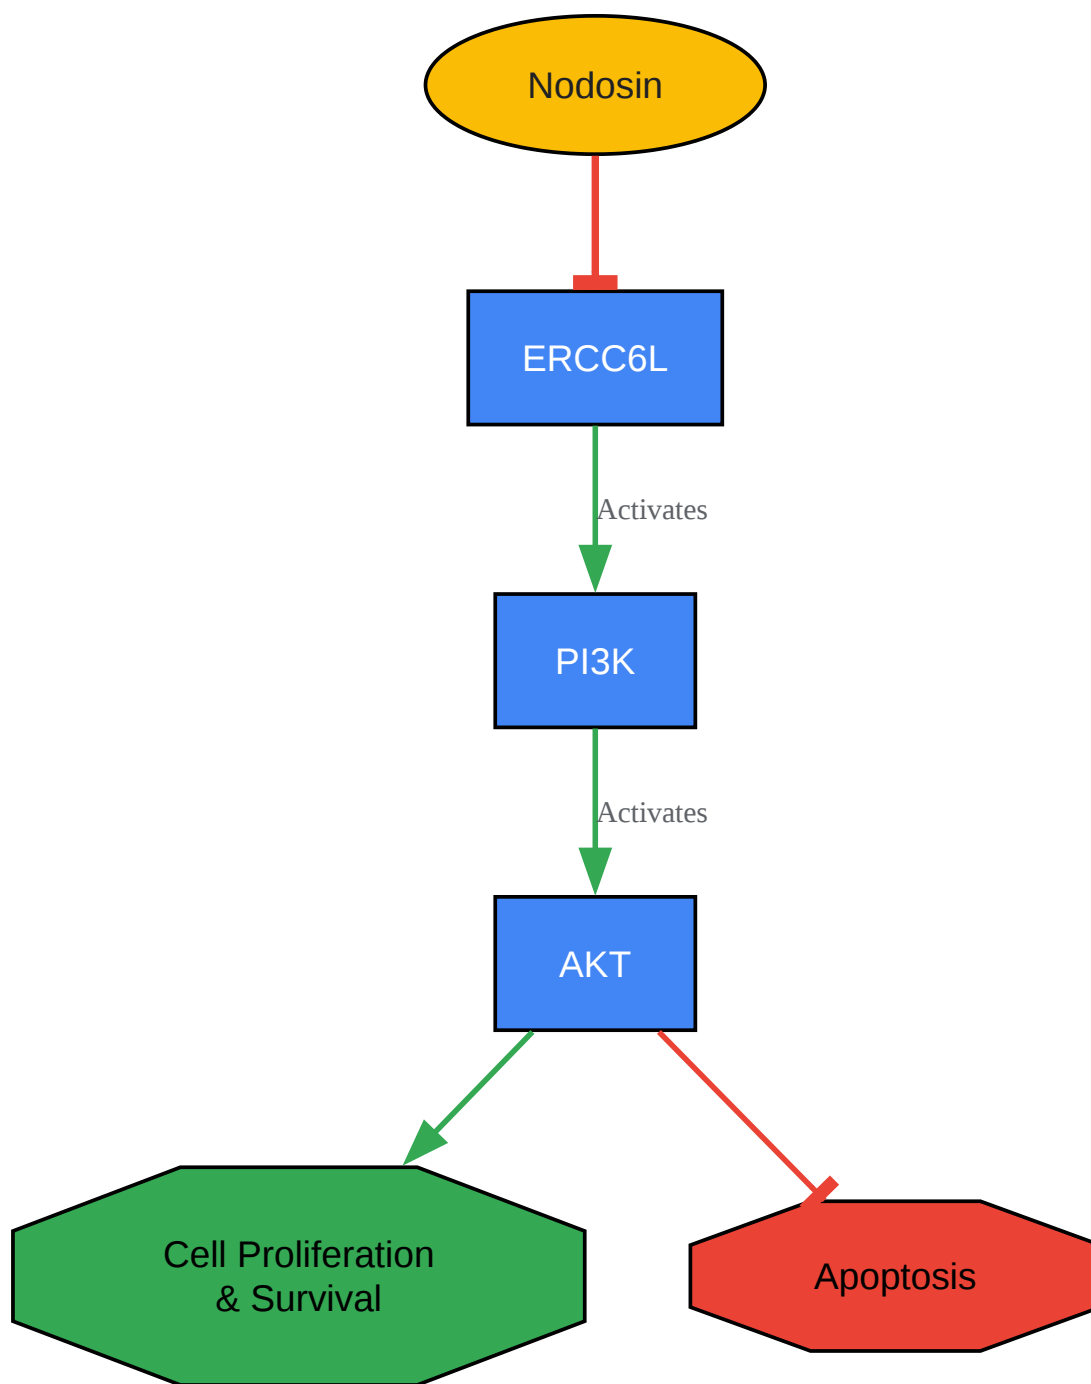 Nodosin
ERCC6L
Activates
PI3K
Activates
AKT
Cell Proliferation
& Survival
Apoptosis